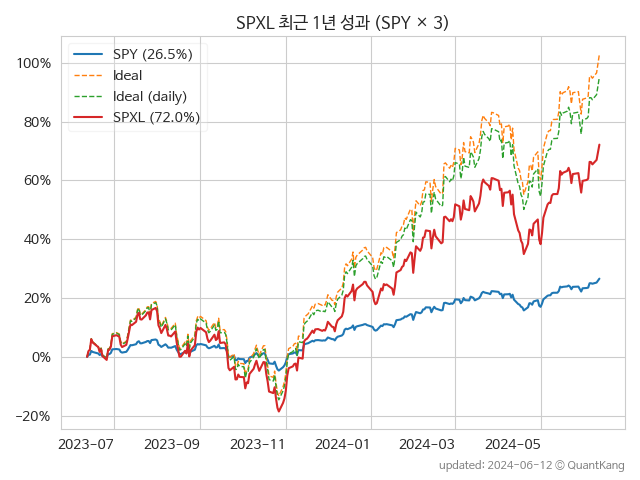 SPXL 최근 1년 성과 (SPY × 3)
SPY (26.5%)
Ideal
Ideal (daily)
SPXL (72.0%)
100%
80%
60%
40%
20%
0%
−20%
2023-07
2023-09
2023-11
2024-01
2024-03
2024-05
updated: 2024-06-12 © QuantKang